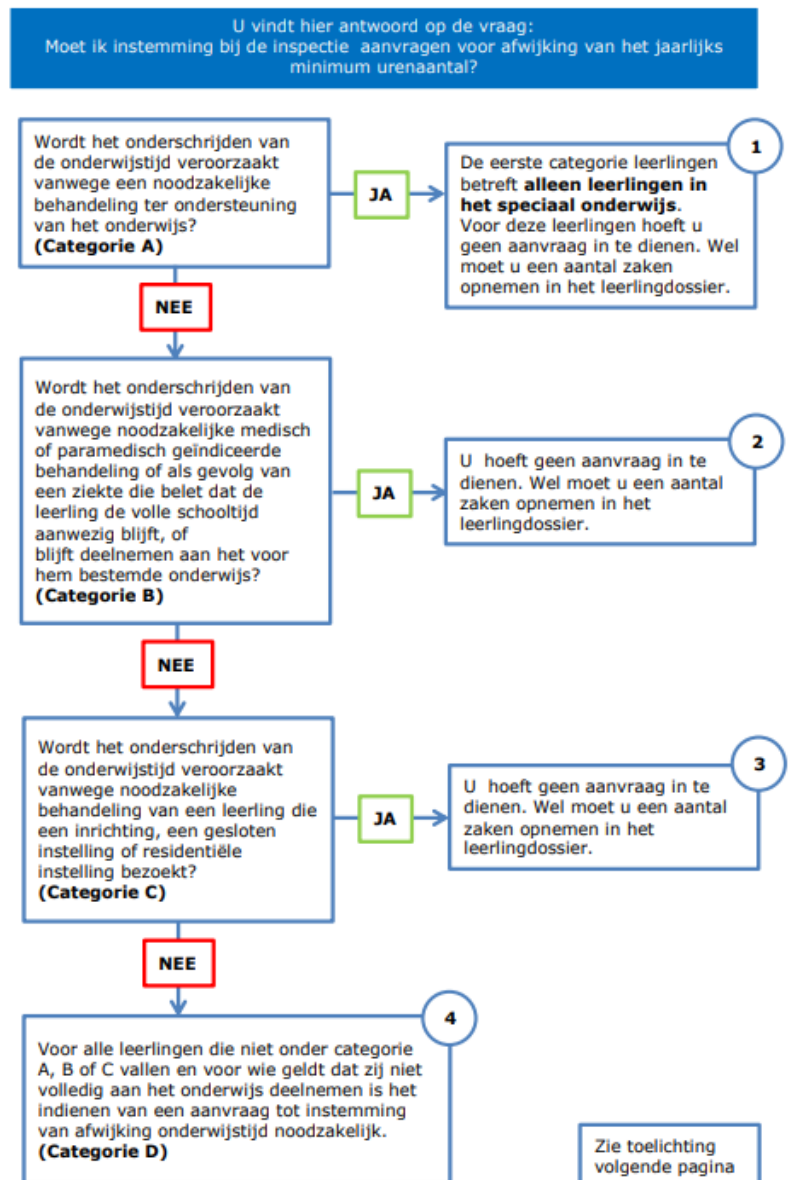 U vindt hier antwoord op de vraag:
Moet ik instemming bij de inspectie aanvragen voor afwijking van het jaarlijks
minimum urenaantal?
Wordt het onderschrijden van
de onderwijstijd veroorzaakt
vanwege een noodzakelijke
behandeling ter ondersteuning
van het onderwijs?
(Categorie A)
JA
1
De eerste categorie leerlingen
betreft alleen leerlingen in
het speciaal onderwijs.
Voor deze leerlingen hoeft u
geen aanvraag in te dienen. Wel
moet u een aantal zaken
opnemen in het leerlingdossier.
NEE
Wordt het onderschrijden van
de onderwijstijd veroorzaakt
vanwege noodzakelijke medisch
of paramedisch geïndiceerde
behandeling of als gevolg van
een ziekte die belet dat de
leerling de volle schooltijd
aanwezig blijft, of
blijft deelnemen aan het voor
hem bestemde onderwijs?
(Categorie B)
JA
2
U hoeft geen aanvraag in te
dienen. Wel moet u een aantal
zaken opnemen in het
leerlingdossier.
NEE
Wordt het onderschrijden van
de onderwijstijd veroorzaakt
vanwege noodzakelijke
behandeling van een leerling die
een inrichting, een gesloten
instelling of residentiële
instelling bezoekt?
(Categorie C)
JA
3
U hoeft geen aanvraag in te
dienen. Wel moet u een aantal
zaken opnemen in het
leerlingdossier.
NEE
4
Voor alle leerlingen die niet onder categorie
A, B of C vallen en voor wie geldt dat zij niet
volledig aan het onderwijs deelnemen is het
indienen van een aanvraag tot instemming
van afwijking onderwijstijd noodzakelijk.
(Categorie D)
Zie toelichting
volgende pagina